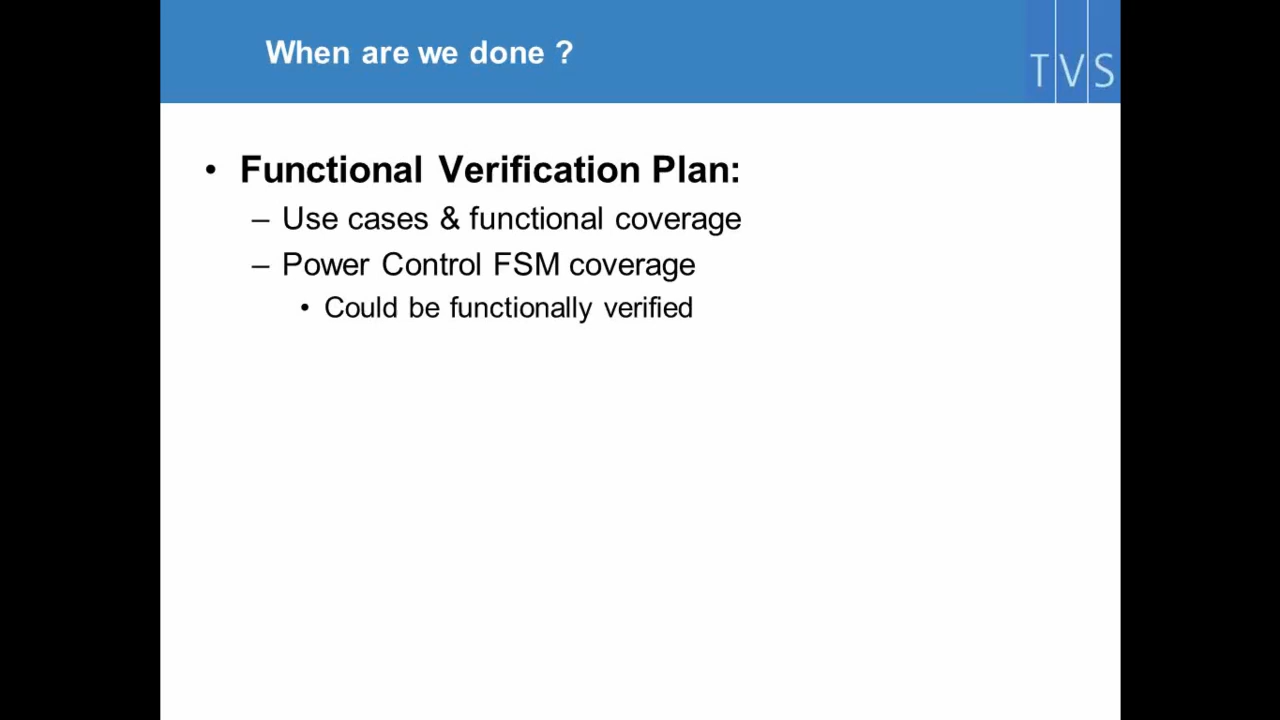 When are we done ?
TVS
• Functional Verification Plan:
– Use cases & functional coverage
– Power Control FSM coverage
• Could be functionally verified